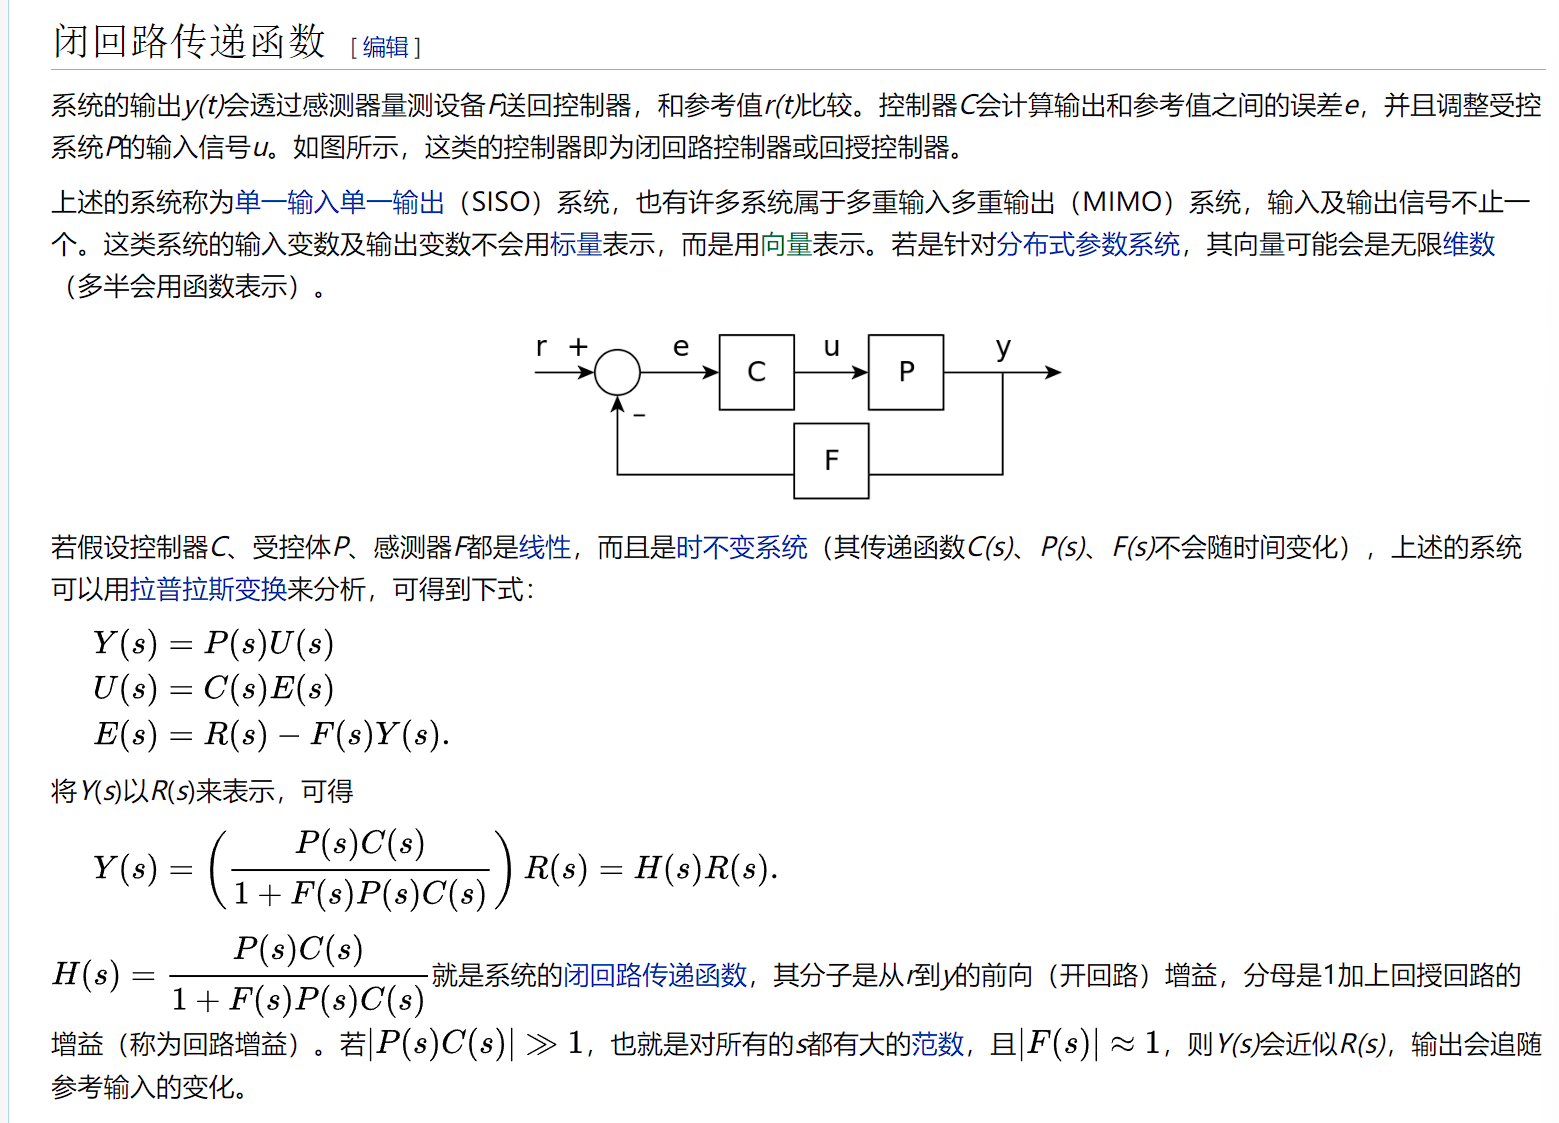 闭回路传递函数 [编辑]
系统的输出y(t)会透过感测器量测设备F送回控制器，和参考值r(t)比较。控制器C会计算输出和参考值之间的误差e，并且调整受控
系统P的输入信号u。如图所示，这类的控制器即为闭回路控制器或回授控制器。
上述的系统称为单一输入单一输出（SISO）系统，也有许多系统属于多重输入多重输出（MIMO）系统，输入及输出信号不止一
个。这类系统的输入变数及输出变数不会用标量表示，而是用向量表示。若是针对分布式参数系统，其向量可能会是无限维数
（多半会用函数表示）。
r + e C u P y
−
F
若假设控制器C、受控体P、感测器F都是线性，而且是时不变系统（其传递函数C(s)、P(s)、F(s)不会随时间变化），上述的系统
可以用拉普拉斯变换来分析，可得到下式：
Y(s) = P(s)U(s)
U(s) = C(s)E(s)
E(s) = R(s) − F(s)Y(s).
将Y(s)以R(s)来表示，可得
Y(s) = ( P(s)C(s) / 1 + F(s)P(s)C(s) ) R(s) = H(s)R(s).
H(s) = P(s)C(s) / 1 + F(s)P(s)C(s) 就是系统的闭回路传递函数，其分子是从r到y的前向（开回路）增益，分母是1加上回授回路的
增益（称为回路增益）。若|P(s)C(s)| ≫ 1，也就是对所有的s都有大的范数，且|F(s)| ≈ 1，则Y(s)会近似R(s)，输出会追随
参考输入的变化。